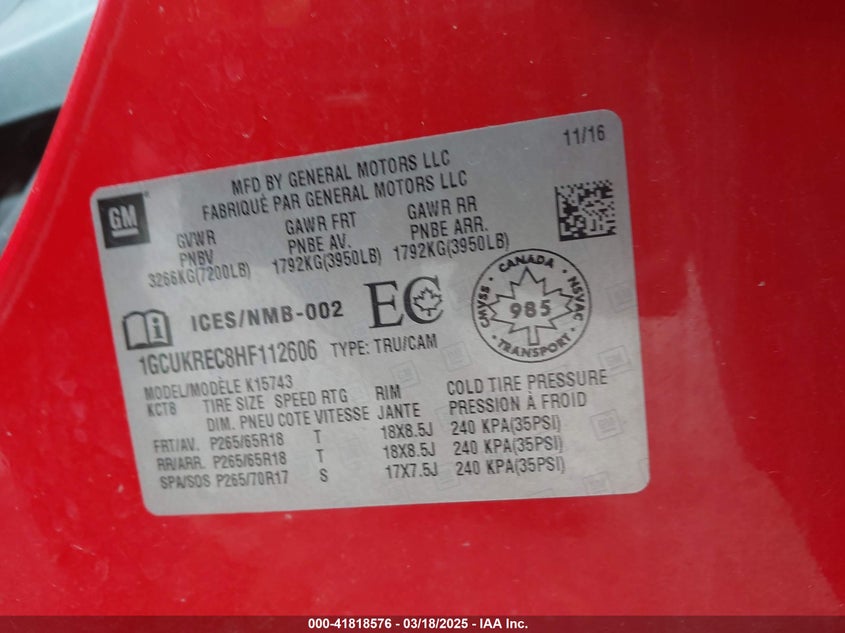 11/16
MFD BY GENERAL MOTORS LLC
FABRIQUÈ PAR GENERAL MOTORS LLC
GM
GVWR
PNBV
3266KG(7200LB)
GAWR FRT
PNBE AV.
1792KG(3950LB)
GAWR RR
PNBE ARR.
1792KG(3950LB)
ICES/NMB-002
EC
CANADA
CMVSS
985
NSVAC
TRANSPORT
1GCUKREC8HF112606 TYPE: TRU/CAM
MODEL/MODÈLE K15743
KCT8 TIRE SIZE SPEED RTG RIM COLD TIRE PRESSURE
DIM. PNEU COTE VITESSE JANTE PRESSION À FROID
FRT/AV. P265/65R18 T 18X8.5J 240 KPA(35PSI)
RR/ARR. P265/65R18 T 18X8.5J 240 KPA(35PSI)
SPA/SOS P265/70R17 S 17X7.5J 240 KPA(35PSI)
000-41818576 — 03/18/2025 — IAA Inc.